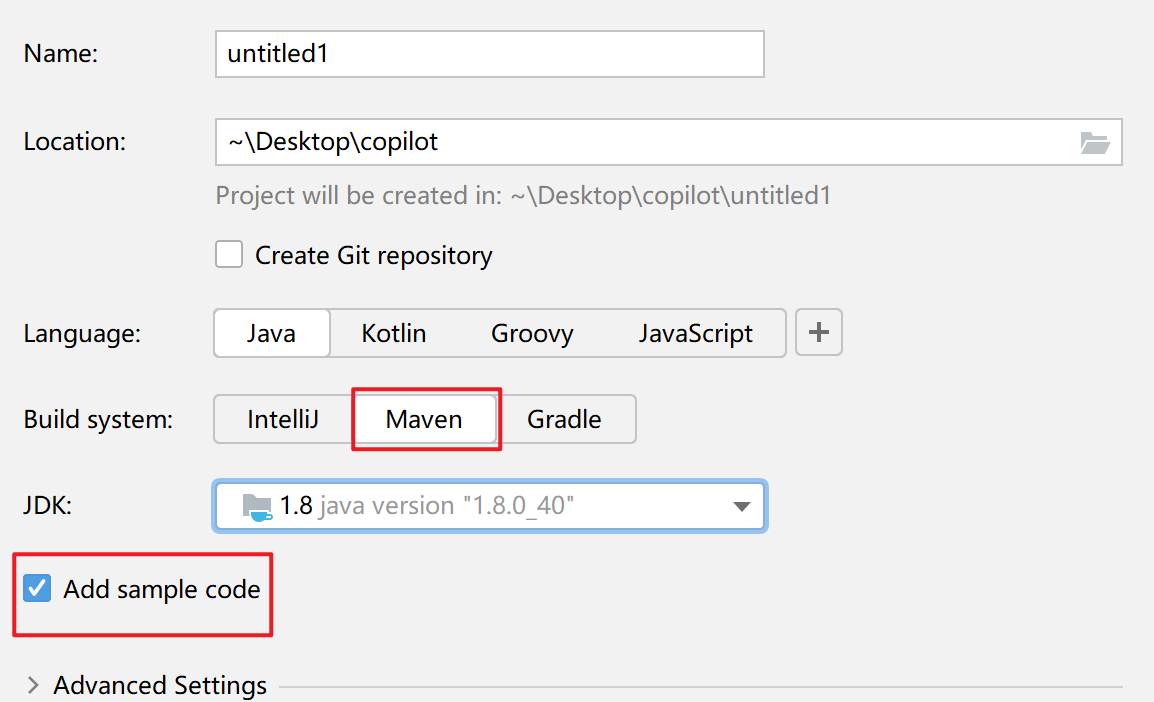 Name: untitled1
Location: ~\Desktop\copilot
Project will be created in: ~\Desktop\copilot\untitled1
Create Git repository
Language: Java Kotlin Groovy JavaScript +
Build system: IntelliJ Maven Gradle
JDK: 1.8 java version "1.8.0_40"
Add sample code
Advanced Settings